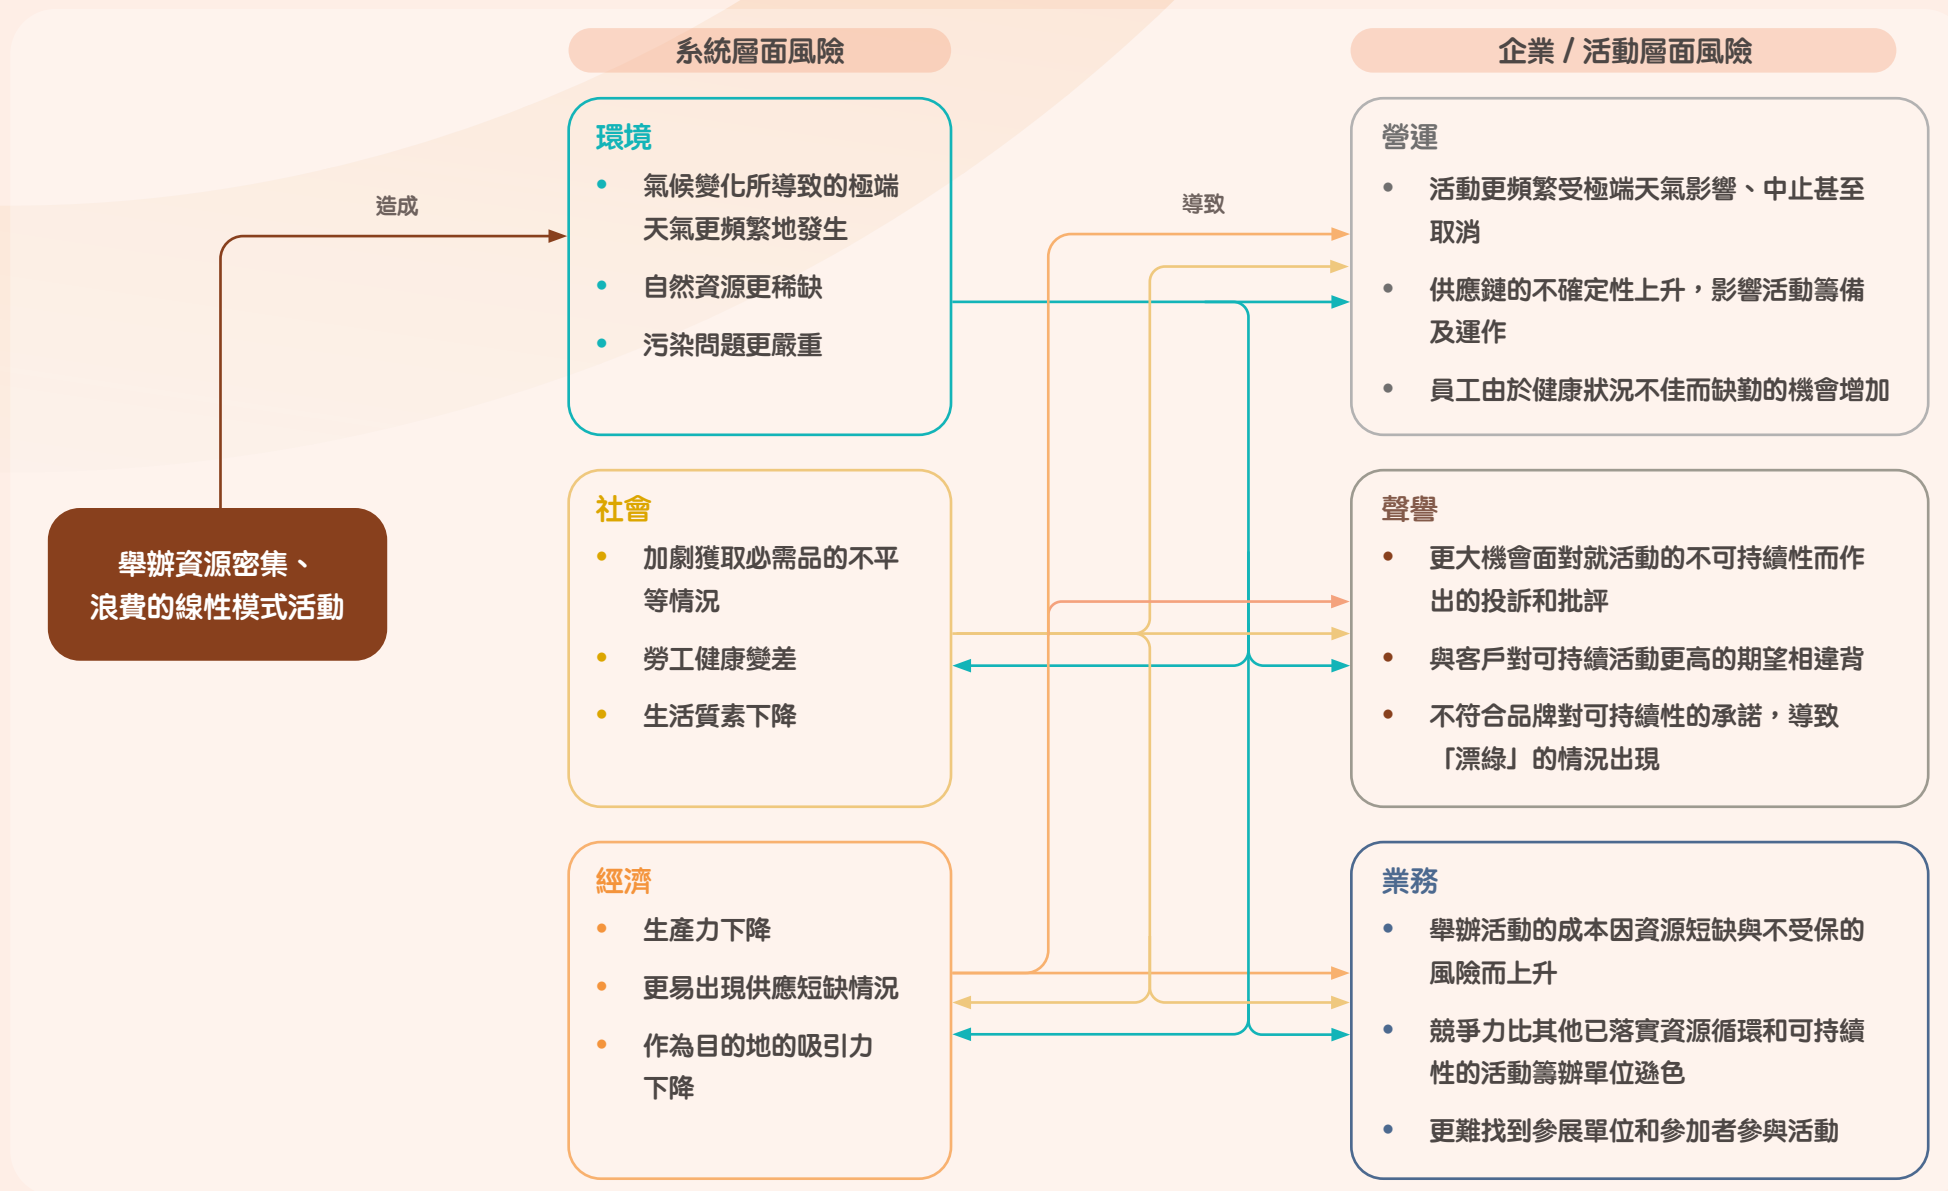 系統層面風險
企業 / 活動層面風險
造成
導致
舉辦資源密集、
浪費的線性模式活動
環境
• 氣候變化所導致的極端
天氣更頻繁地發生
• 自然資源更稀缺
• 污染問題更嚴重
社會
• 加劇獲取必需品的不平
等情況
• 勞工健康變差
• 生活質素下降
經濟
• 生產力下降
• 更易出現供應短缺情況
• 作為目的地的吸引力
下降
營運
• 活動更頻繁受極端天氣影響、中止甚至
取消
• 供應鏈的不確定性上升，影響活動籌備
及運作
• 員工由於健康狀況不佳而缺勤的機會增加
聲譽
• 更大機會面對就活動的不可持續性而作
出的投訴和批評
• 與客戶對可持續活動更高的期望相違背
• 不符合品牌對可持續性的承諾，導致
「漂綠」的情況出現
業務
• 舉辦活動的成本因資源短缺與不受保的
風險而上升
• 競爭力比其他已落實資源循環和可持續
性的活動籌辦單位遜色
• 更難找到參展單位和參加者參與活動